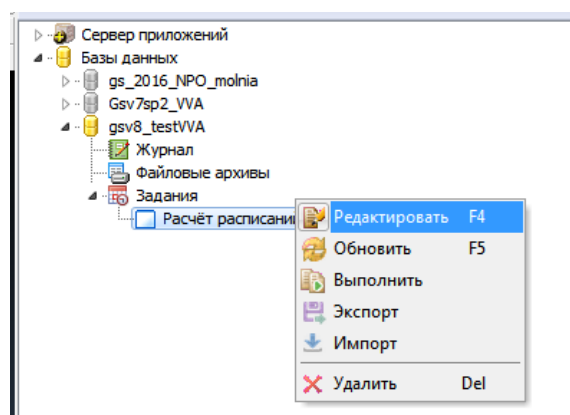 Сервер приложений
Базы данных
gs_2016_NPO_molnia
Gsv7sp2_VVA
gsv8_testVVA
Журнал
Файловые архивы
Задания
Расчёт расписани
Редактировать F4
Обновить F5
Выполнить
Экспорт
Импорт
Удалить Del